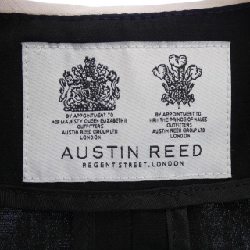 BY APPOINTMENT TO
HER MAJESTY QUEEN ELIZABETH
OUTFITTERS
AUSTIN REED GROUP LTD
LONDON
BY APPOINTMENT TO
HRH THE PRINCE OF WALES
OUTFITTERS
AUSTIN REED GROUP LTD
LONDON
AUSTIN REED
REGENT STREET, LONDON